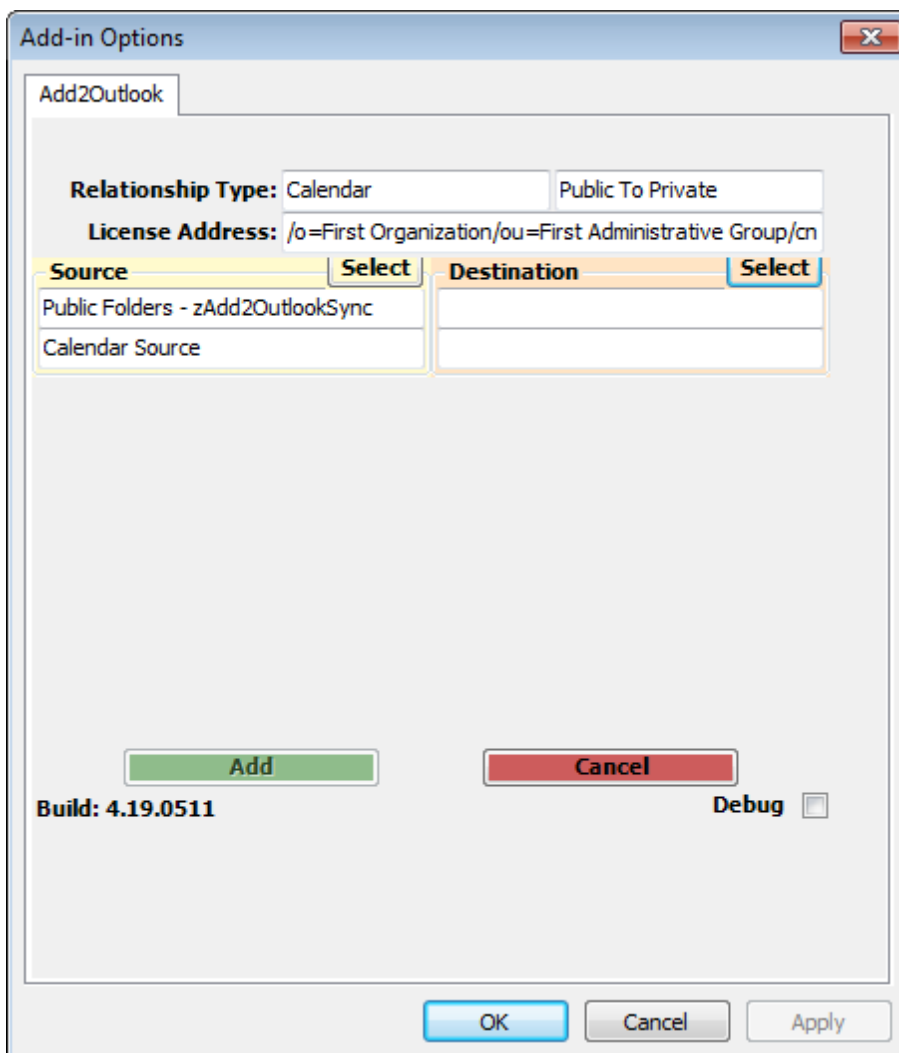 Add-in Options
Add2Outlook
Relationship Type: Calendar Public To Private
License Address: /o=First Organization/ou=First Administrative Group/cn
Source Select Destination Select
Public Folders - zAdd2OutlookSync
Calendar Source
Add Cancel
Build: 4.19.0511 Debug
OK Cancel Apply